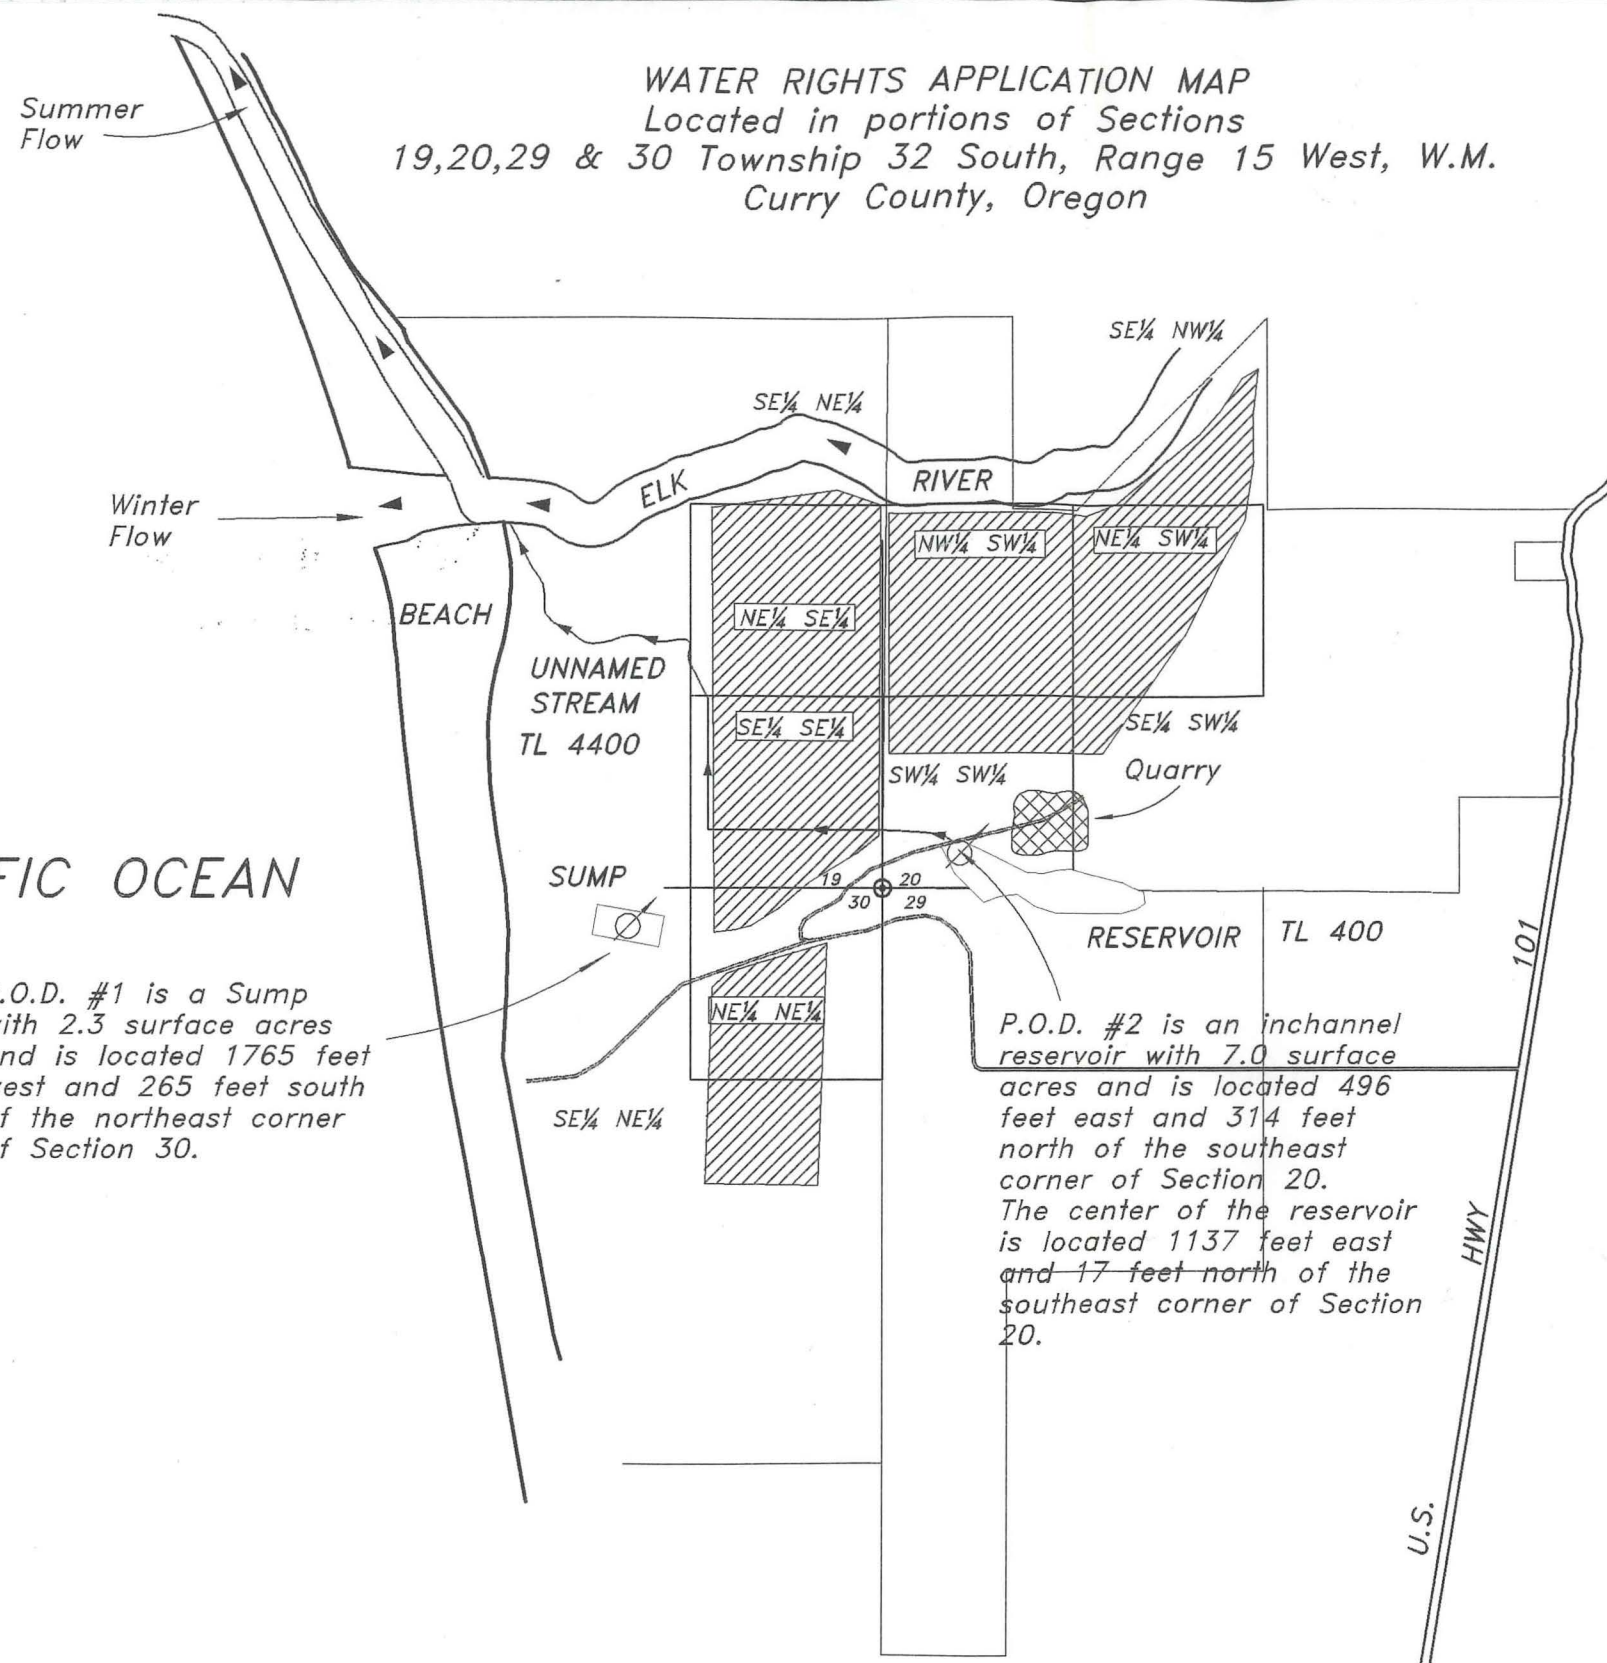 WATER RIGHTS APPLICATION MAP
Located in portions of Sections
19,20,29 & 30 Township 32 South, Range 15 West, W.M.
Curry County, Oregon
Summer
Flow
SE¼ NW¼
SE¼ NE¼
ELK
RIVER
Winter
Flow
NW¼ SW¼
NE¼ SW¼
BEACH
NE¼ SE¼
UNNAMED
STREAM
TL 4400
SE¼ SE¼
SE¼ SW¼
SW¼ SW¼
Quarry
FIC OCEAN
SUMP
19
20
30
29
RESERVOIR
TL 400
101
.O.D. #1 is a Sump
ith 2.3 surface acres
nd is located 1765 feet
est and 265 feet south
f the northeast corner
f Section 30.
NE¼ NE¼
SE¼ NE¼
P.O.D. #2 is an inchannel
reservoir with 7.0 surface
acres and is located 496
feet east and 314 feet
north of the southeast
corner of Section 20.
The center of the reservoir
is located 1137 feet east
and 17 feet north of the
southeast corner of Section
20.
HWY
U.S.